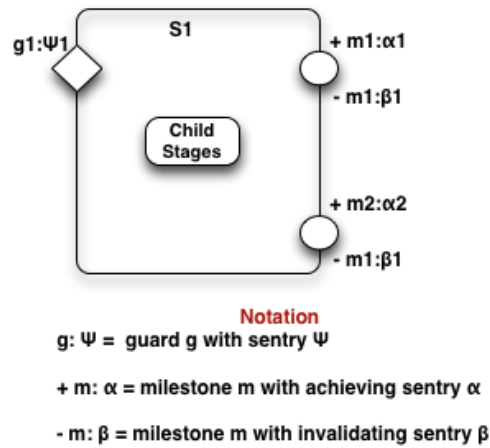 S1
g1:Ψ1
+ m1:α1
- m1:β1
Child
Stages
+ m2:α2
- m1:β1
Notation
g: Ψ = guard g with sentry Ψ
+ m: α = milestone m with achieving sentry α
- m: β = milestone m with invalidating sentry β